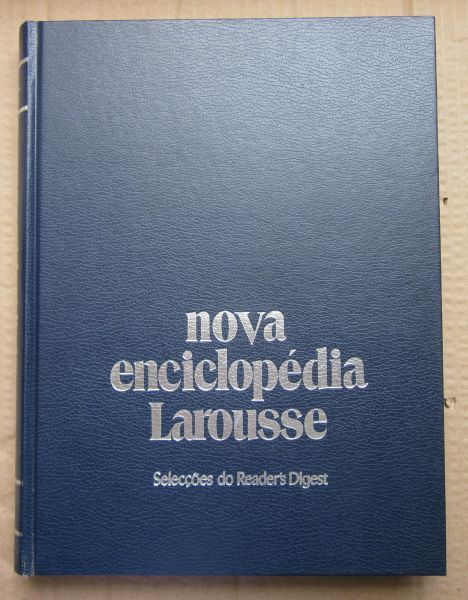 nova
enciclopédia
Larousse
Selecções do Reader's Digest